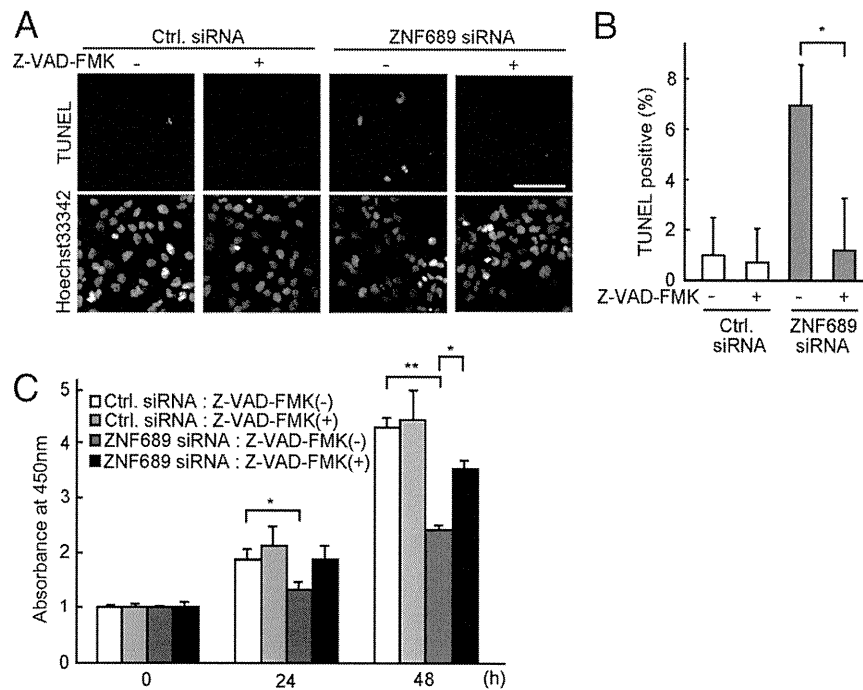 A
Ctrl. siRNA ZNF689 siRNA
Z-VAD-FMK - + - +
TUNEL
Hoechst33342
B
*
TUNEL positive (%)
8
6
4
2
0
Z-VAD-FMK - + - +
Ctrl. siRNA ZNF689 siRNA
C
Ctrl. siRNA : Z-VAD-FMK(-)
Ctrl. siRNA : Z-VAD-FMK(+)
ZNF689 siRNA : Z-VAD-FMK(-)
ZNF689 siRNA : Z-VAD-FMK(+)
* ** *
Absorbance at 450nm
5
4
3
2
1
0
0 24 48 (h)